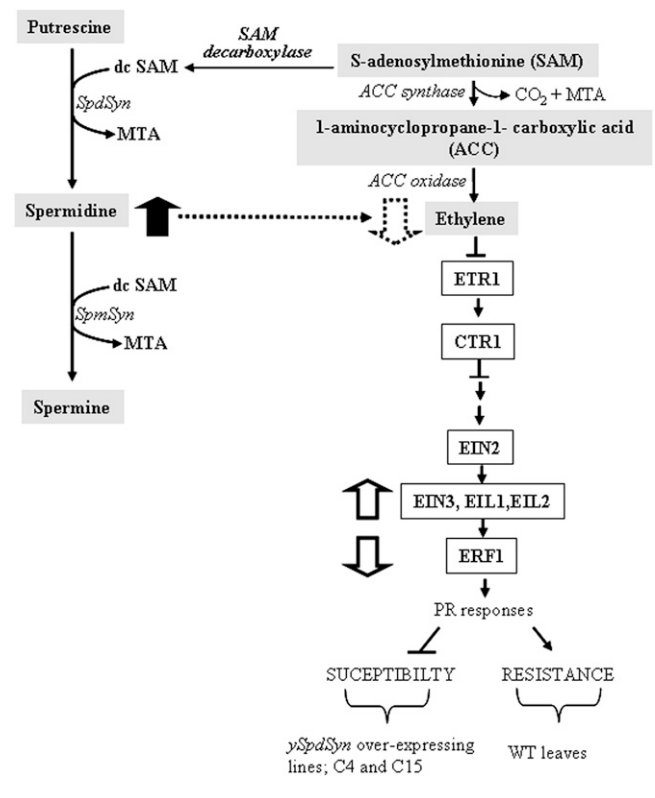 Putrescine
SAM
decarboxylase
dc SAM
S-adenosylmethionine (SAM)
SpdSyn
ACC synthase
CO₂ + MTA
MTA
1-aminocyclopropane-1- carboxylic acid
(ACC)
ACC oxidase
Spermidine
Ethylene
ETR1
dc SAM
SpmSyn
CTR1
MTA
Spermine
EIN2
EIN3, EIL1,EIL2
ERF1
PR responses
SUCEPTIBILTY
RESISTANCE
ySpdSyn over-expressing
lines; C4 and C15
WT leaves